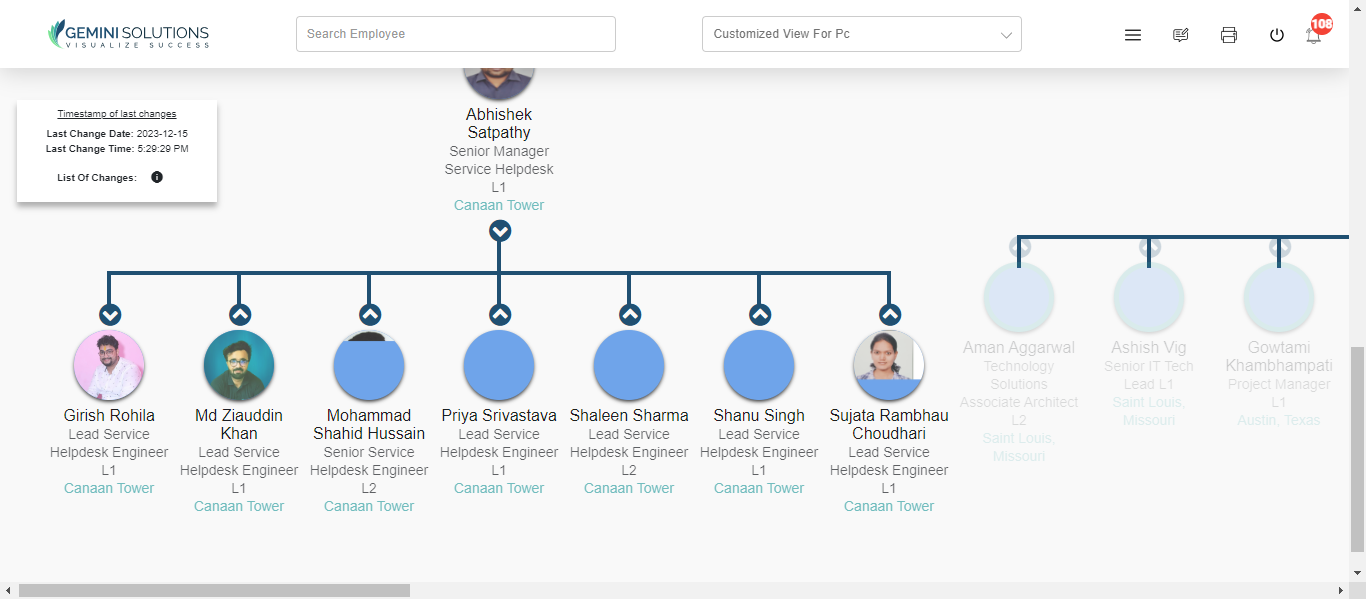 GEMINI SOLUTIONS
VISUALIZE SUCCESS
Search Employee
Customized View For Pc
108
Timestamp of last changes
Last Change Date: 2023-12-15
Last Change Time: 5:29:29 PM
List Of Changes:
Abhishek
Satpathy
Senior Manager
Service Helpdesk
L1
Canaan Tower
Girish Rohila
Lead Service
Helpdesk Engineer
L1
Canaan Tower
Md Ziauddin
Khan
Lead Service
Helpdesk Engineer
L1
Canaan Tower
Mohammad
Shahid Hussain
Senior Service
Helpdesk Engineer
L2
Canaan Tower
Priya Srivastava
Lead Service
Helpdesk Engineer
L1
Canaan Tower
Shaleen Sharma
Lead Service
Helpdesk Engineer
L2
Canaan Tower
Shanu Singh
Lead Service
Helpdesk Engineer
L1
Canaan Tower
Sujata Rambhau
Choudhari
Lead Service
Helpdesk Engineer
L1
Canaan Tower
Aman Aggarwal
Technology
Solutions
Associate Architect
L2
Saint Louis,
Missouri
Ashish Vig
Senior IT Tech
Lead L1
Saint Louis,
Missouri
Gowtami
Khambhampati
Project Manager
L1
Austin, Texas